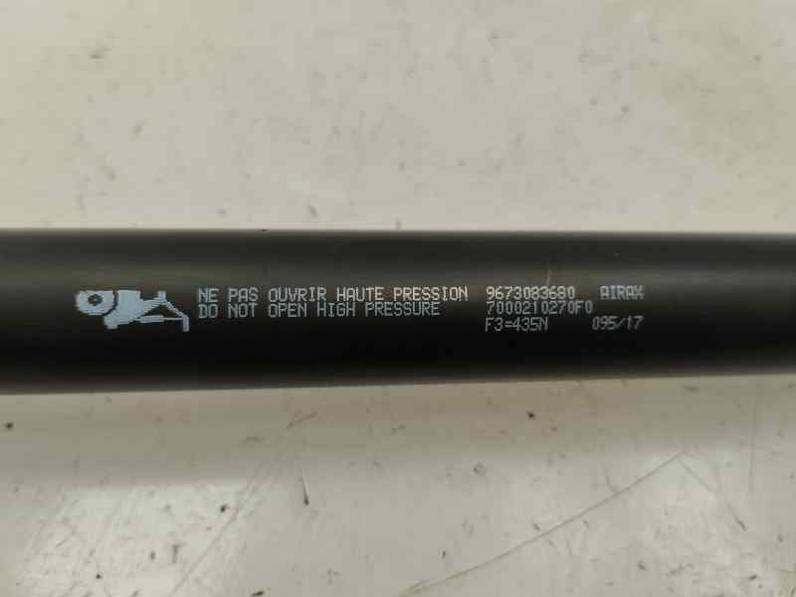 NE PAS OUVRIR HAUTE PRESSION 9673083680 AIRAX
DO NOT OPEN HIGH PRESSURE 7000210270F0
F3=435N 095/17